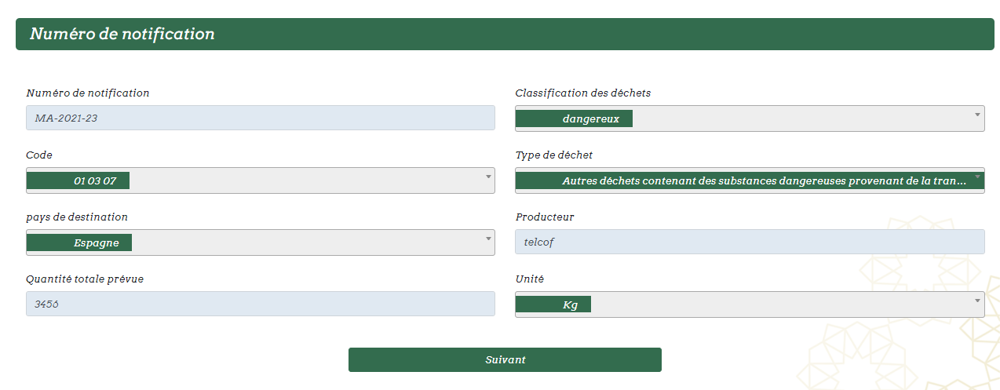 Numéro de notification
Numéro de notification
MA-2021-23
Classification des déchets
dangereux
Code
01 03 07
Type de déchet
Autres déchets contenant des substances dangereuses provenant de la tran...
pays de destination
Espagne
Producteur
telcof
Quantité totale prévue
3456
Unité
Kg
Suivant